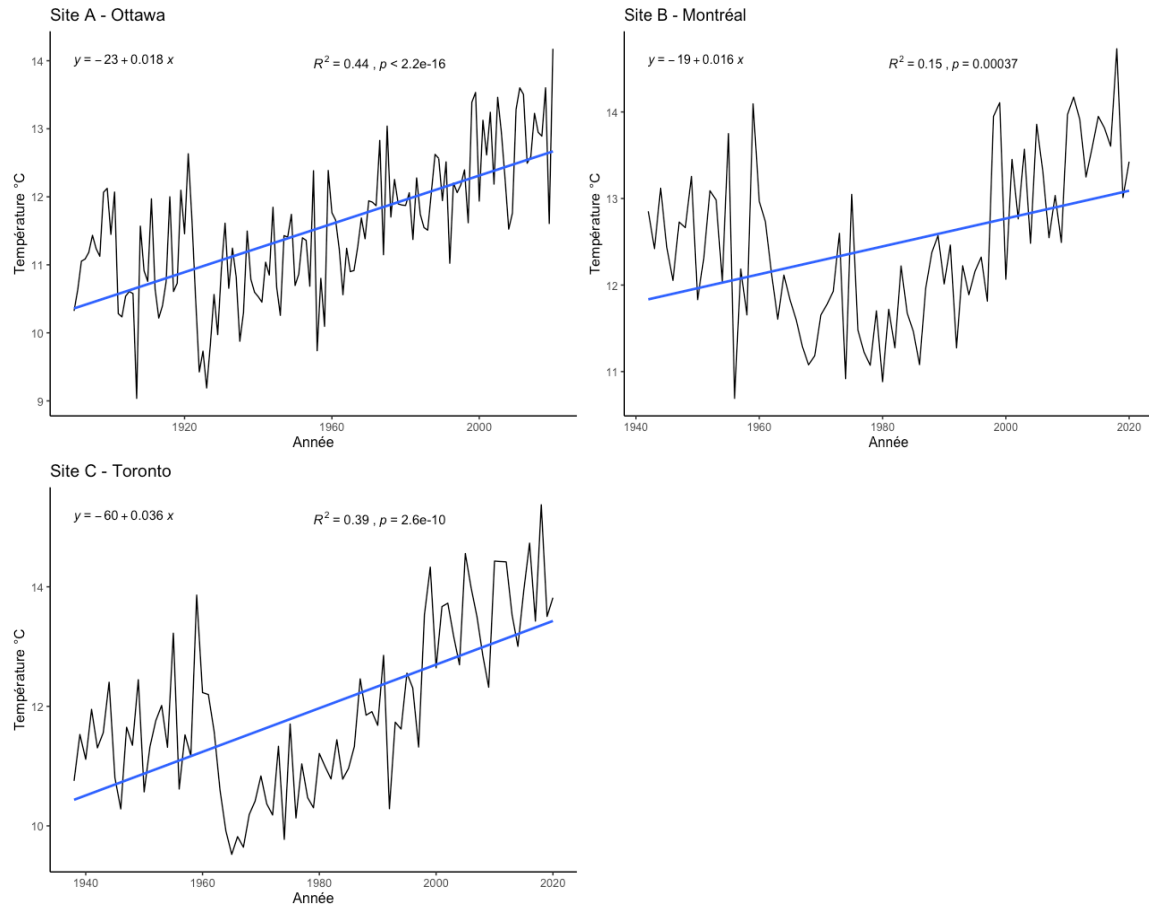 Site A - Ottawa
y = − 23 + 0.018 x
R² = 0.44 , p < 2.2e-16
14
13
12
11
10
9
Température °C
1920
1960
2000
Année
Site B - Montréal
y = − 19 + 0.016 x
R² = 0.15 , p = 0.00037
14
13
12
11
Température °C
1940
1960
1980
2000
2020
Année
Site C - Toronto
y = − 60 + 0.036 x
R² = 0.39 , p = 2.6e-10
14
12
10
Température °C
1940
1960
1980
2000
2020
Année